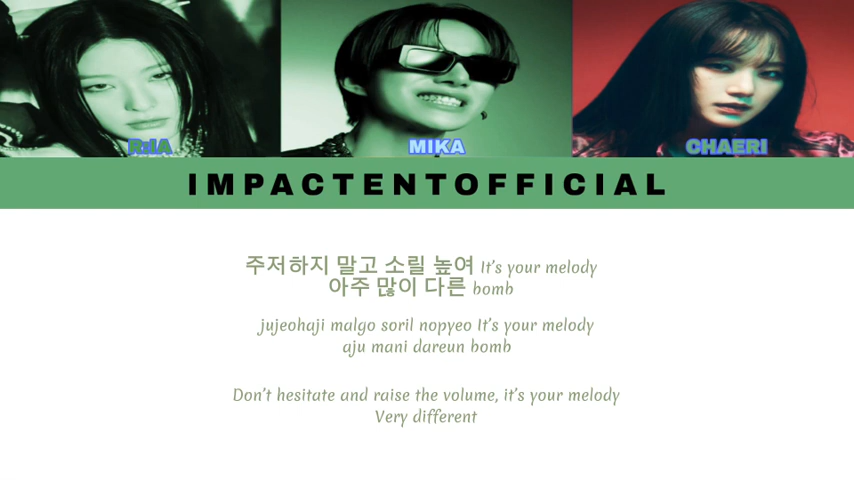 R:IA
MIKA
CHAERI
IMPACTENTOFFICIAL
주저하지 말고 소릴 높여 It's your melody
아주 많이 다른 bomb
jujeohaji malgo soril nopyeo It's your melody
aju mani dareun bomb
Don't hesitate and raise the volume, it's your melody
Very different